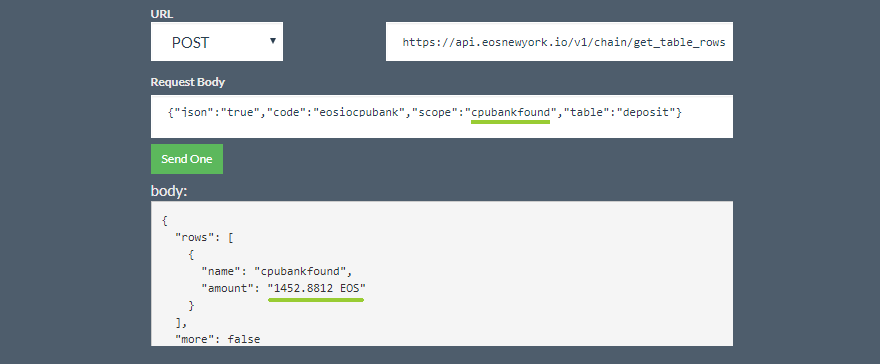 URL
POST
https://api.eosnewyork.io/v1/chain/get_table_rows
Request Body
{"json":"true","code":"eosiocpubank","scope":"cpubankfound","table":"deposit"}
Send One
body:
{
"rows": [
{
"name": "cpubankfound",
"amount": "1452.8812 EOS"
}
],
"more": false